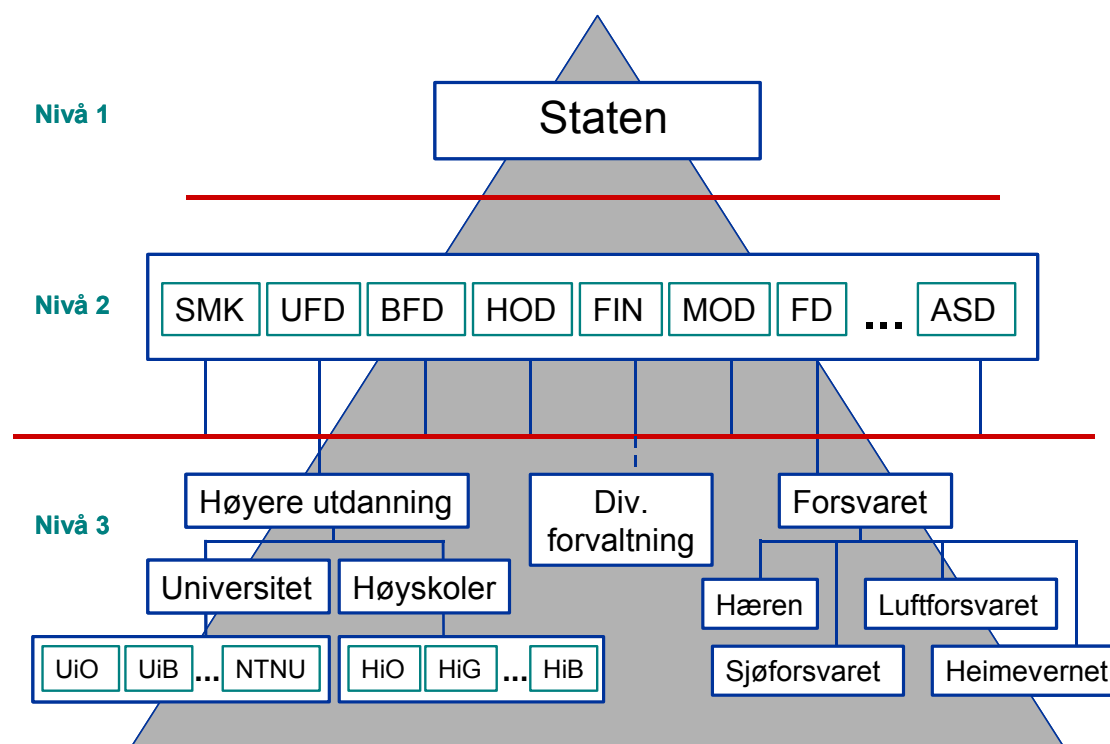 Nivå 1
Staten
Nivå 2
SMK UFD BFD HOD FIN MOD FD ... ASD
Nivå 3
Høyere utdanning
Div.
forvaltning
Forsvaret
Universitet Høyskoler
Hæren Luftforsvaret
UiO UiB ... NTNU
HiO HiG ... HiB
Sjøforsvaret Heimevernet